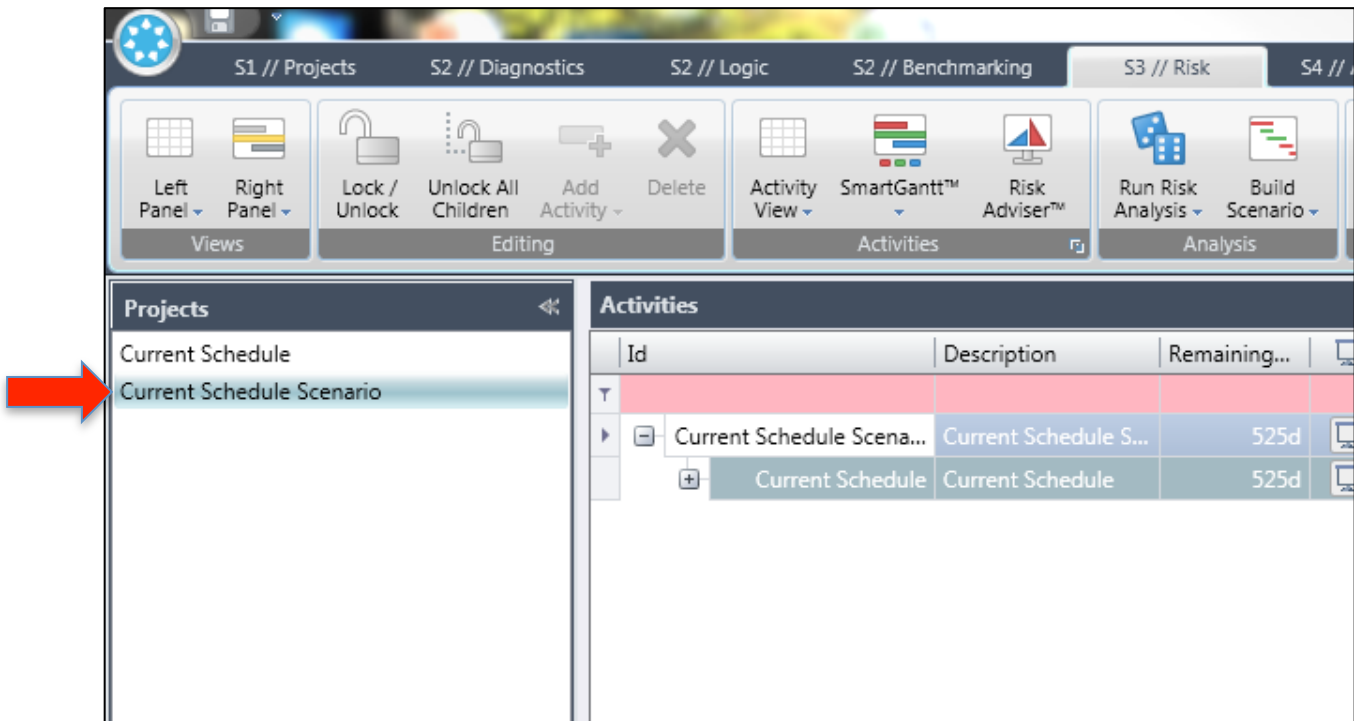 S1 // Projects S2 // Diagnostics S2 // Logic S2 // Benchmarking S3 // Risk S4 //
Left Right Lock / Unlock All Add Delete Activity SmartGantt™ Risk Run Risk Build
Panel Panel Unlock Children Activity View Adviser™ Analysis Scenario
Views Editing Activities Analysis
Projects Activities
Current Schedule Id Description Remaining...
Current Schedule Scenario
Current Schedule Scena... Current Schedule S... 525d
Current Schedule Current Schedule 525d